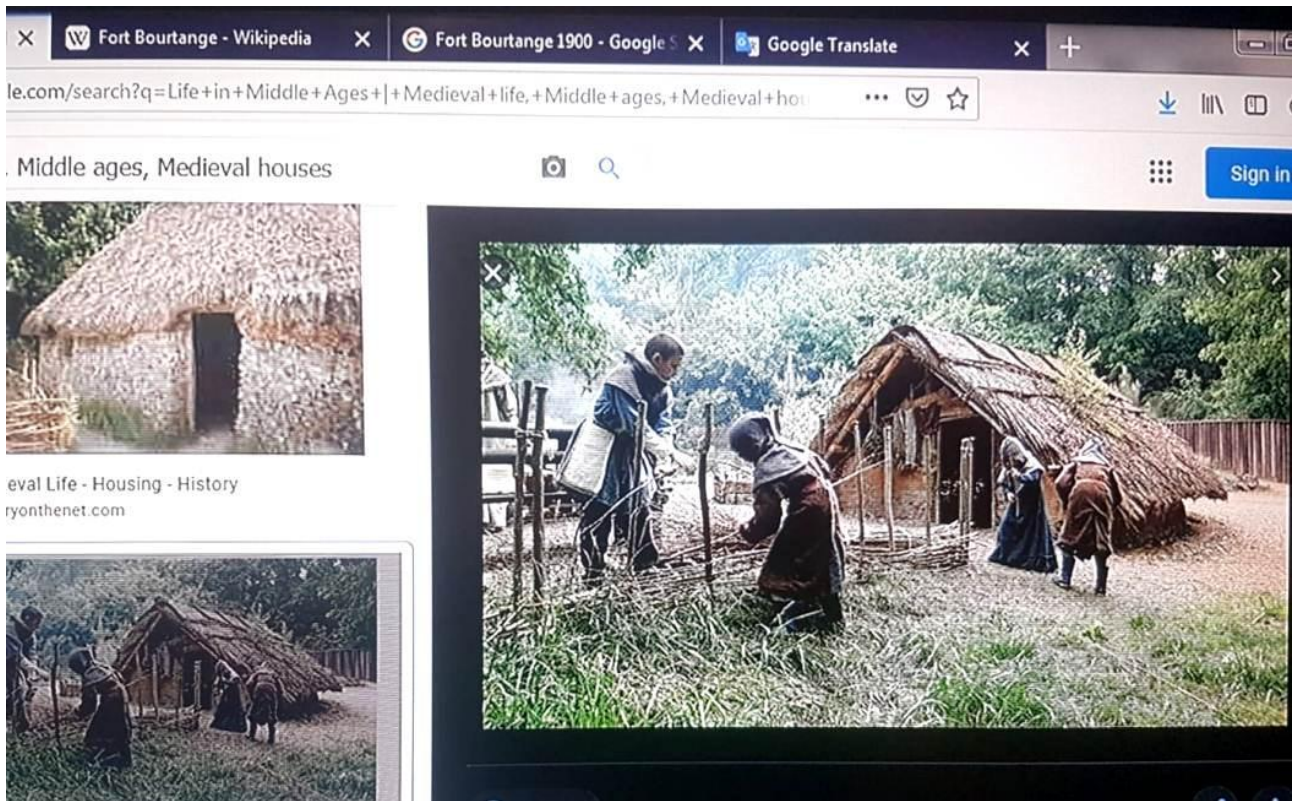 Fort Bourtange - Wikipedia
Fort Bourtange 1900 - Google S
Google Translate
le.com/search?q=Life+in+Middle+Ages+|+Medieval+life,+Middle+ages,+Medieval+hou
Middle ages, Medieval houses
Sign in
eval Life - Housing - History
ryonthenet.com